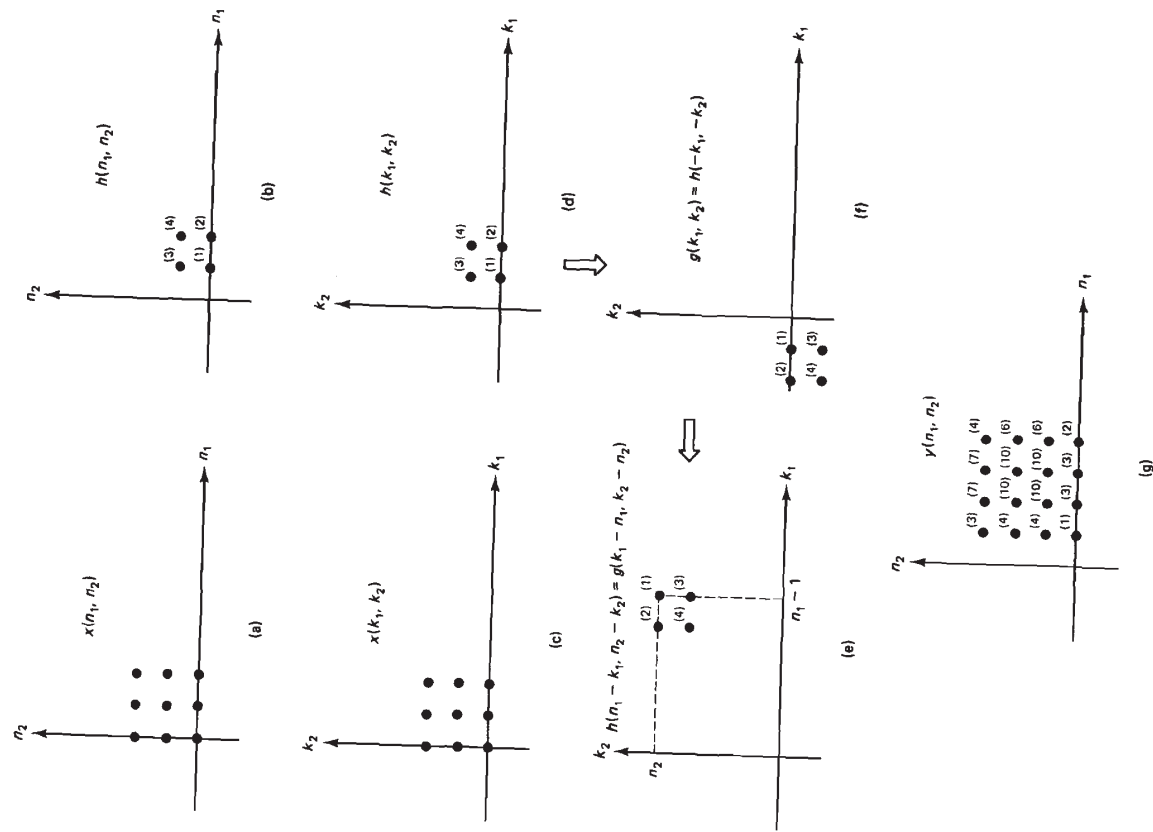 n₂
x(n₁, n₂)
n₁
(a)
n₂
h(n₁, n₂)
(3) (4)
(1) (2)
n₁
(b)
k₂
x(k₁, k₂)
k₁
(c)
k₂
h(k₁, k₂)
(3) (4)
(1) (2)
k₁
(d)
k₂
h(n₁ − k₁, n₂ − k₂) = g(k₁ − n₁, k₂ − n₂)
n₂
(2) (1)
(4) (3)
n₁ − 1
k₁
(e)
k₂
g(k₁, k₂) = h(−k₁, −k₂)
(2) (1)
(4) (3)
k₁
(f)
n₂
y(n₁, n₂)
(3) (7) (7) (4)
(4) (10) (10) (6)
(4) (10) (10) (6)
(1) (3) (3) (2)
n₁
(g)